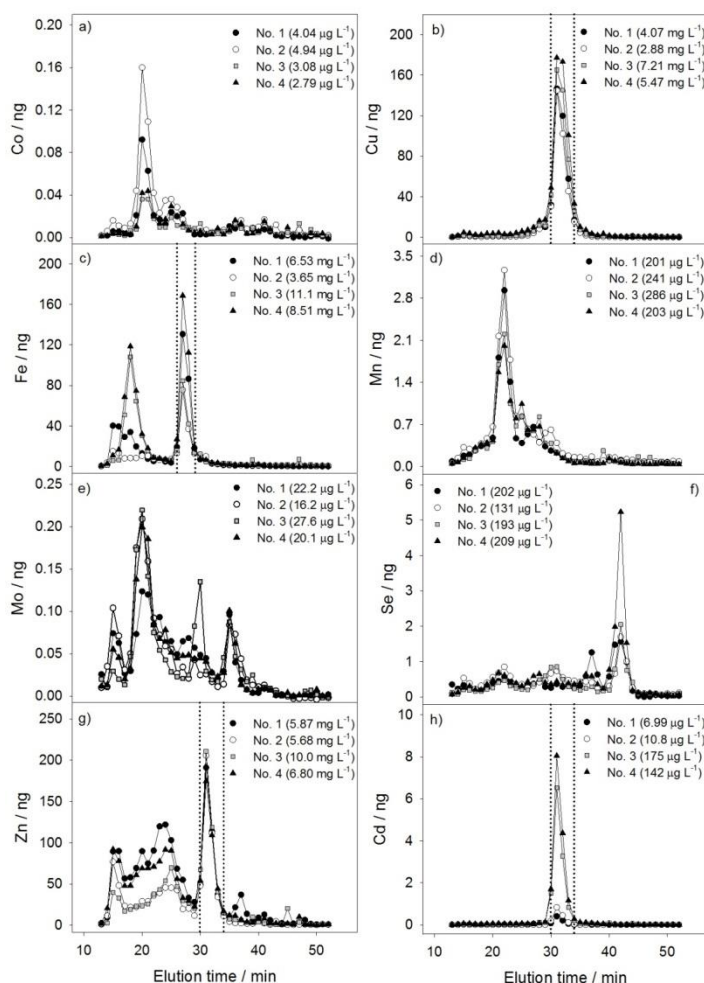 a)
No. 1 (4.04 µg L⁻¹)
No. 2 (4.94 µg L⁻¹)
No. 3 (3.08 µg L⁻¹)
No. 4 (2.79 µg L⁻¹)
Co / ng
0.20
0.16
0.12
0.08
0.04
0.00
b)
No. 1 (4.07 mg L⁻¹)
No. 2 (2.88 mg L⁻¹)
No. 3 (7.21 mg L⁻¹)
No. 4 (5.47 mg L⁻¹)
Cu / ng
200
160
120
80
40
0
c)
No. 1 (6.53 mg L⁻¹)
No. 2 (3.65 mg L⁻¹)
No. 3 (11.1 mg L⁻¹)
No. 4 (8.51 mg L⁻¹)
Fe / ng
200
160
120
80
40
0
d)
No. 1 (201 µg L⁻¹)
No. 2 (241 µg L⁻¹)
No. 3 (286 µg L⁻¹)
No. 4 (203 µg L⁻¹)
Mn / ng
3.6
2.7
1.8
0.9
0.0
e)
No. 1 (22.2 µg L⁻¹)
No. 2 (16.2 µg L⁻¹)
No. 3 (27.6 µg L⁻¹)
No. 4 (20.1 µg L⁻¹)
Mo / ng
0.25
0.20
0.15
0.10
0.05
0.00
f)
No. 1 (202 µg L⁻¹)
No. 2 (131 µg L⁻¹)
No. 3 (193 µg L⁻¹)
No. 4 (209 µg L⁻¹)
Se / ng
6
5
4
3
2
1
0
g)
No. 1 (5.87 mg L⁻¹)
No. 2 (5.68 mg L⁻¹)
No. 3 (10.0 mg L⁻¹)
No. 4 (6.80 mg L⁻¹)
Zn / ng
250
200
150
100
50
0
10 20 30 40 50
Elution time / min
h)
No. 1 (6.99 µg L⁻¹)
No. 2 (10.8 µg L⁻¹)
No. 3 (175 µg L⁻¹)
No. 4 (142 µg L⁻¹)
Cd / ng
10
8
6
4
2
0
10 20 30 40 50
Elution time / min